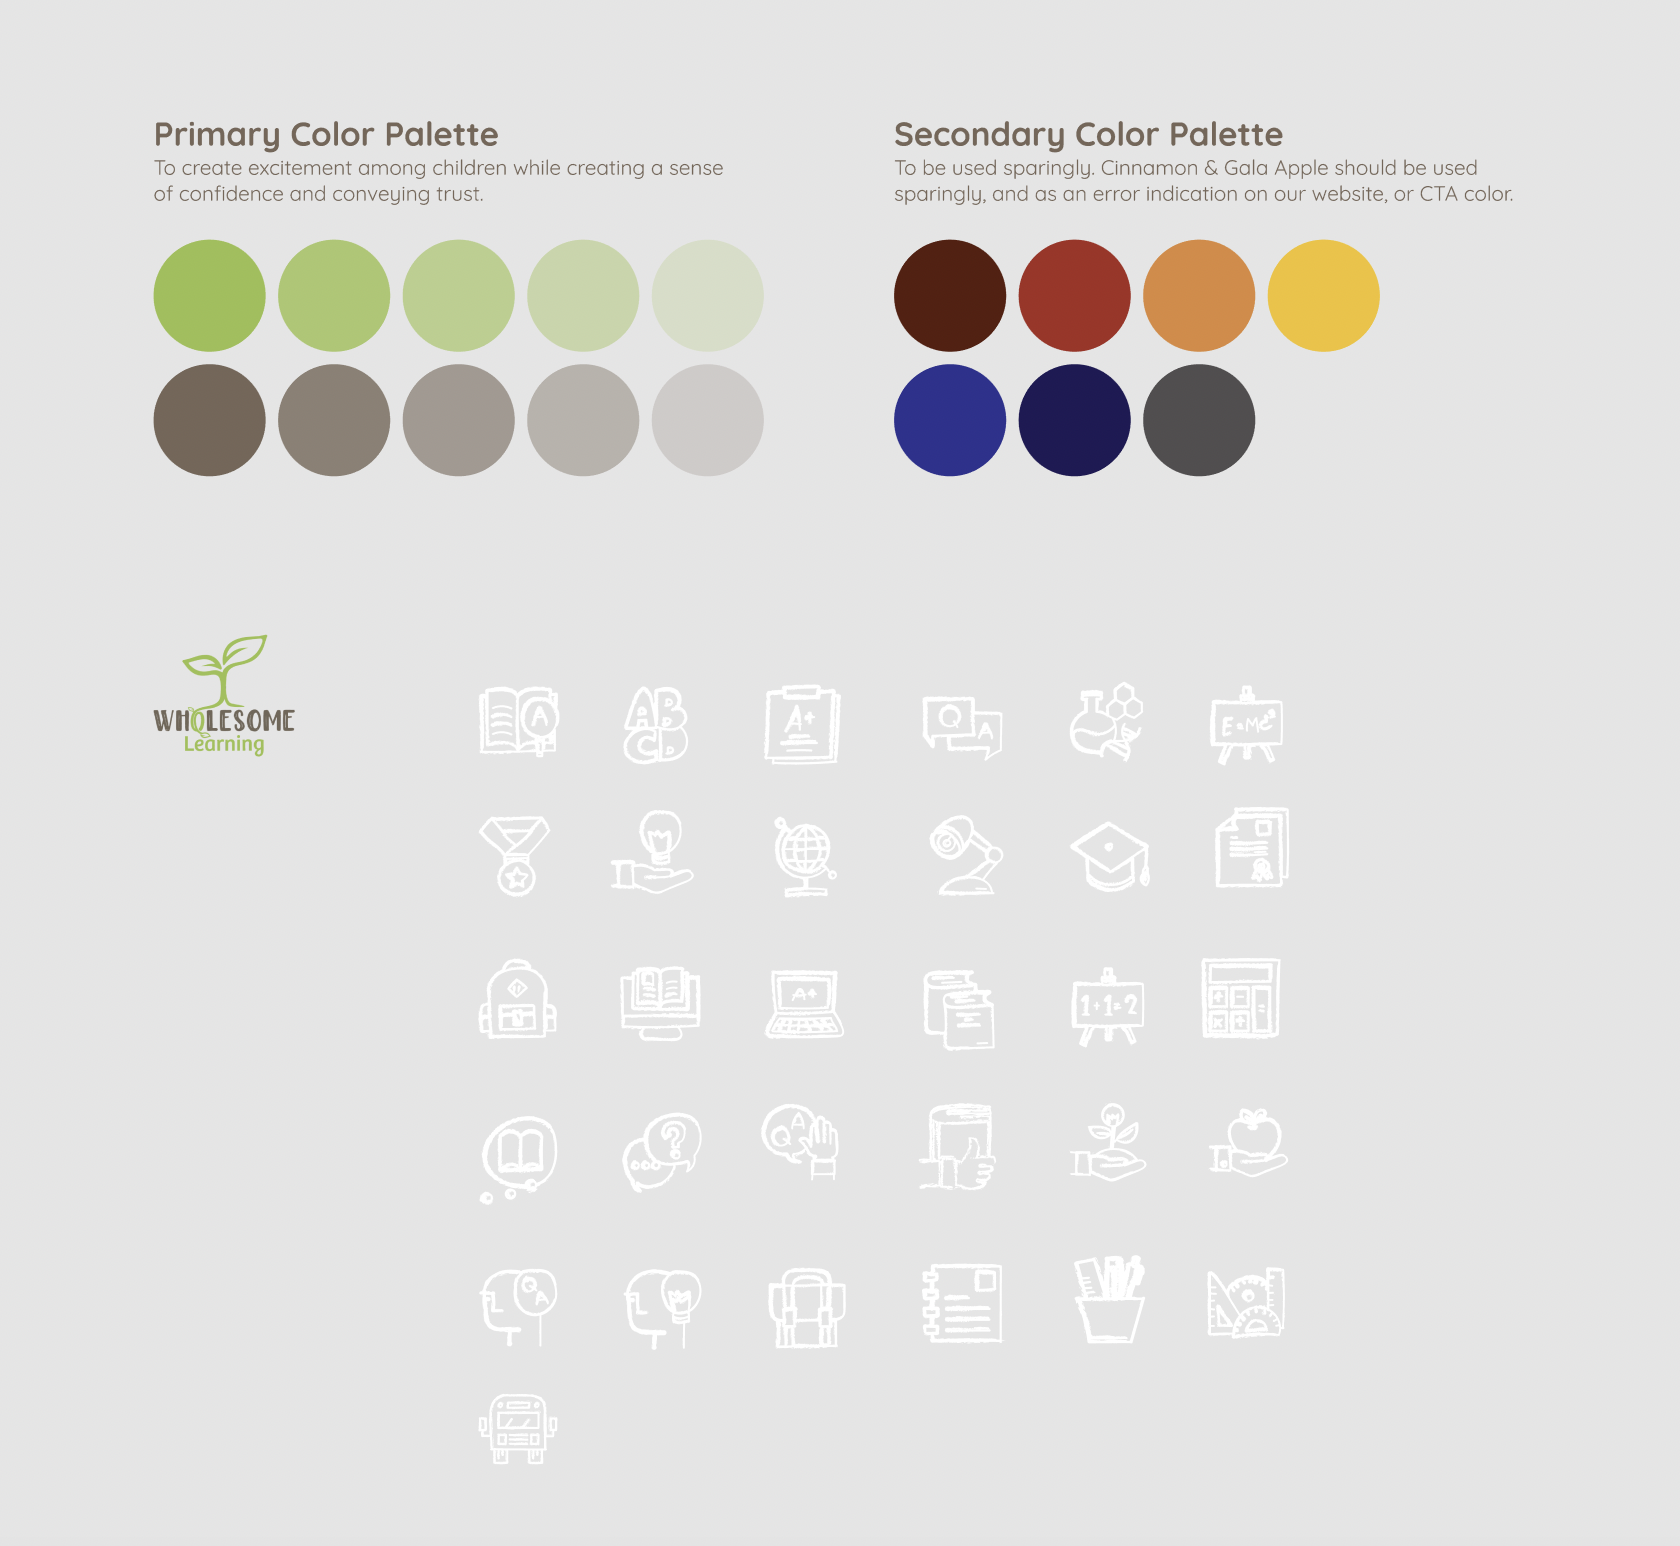 Primary Color Palette
To create excitement among children while creating a sense
of confidence and conveying trust.
Secondary Color Palette
To be used sparingly. Cinnamon & Gala Apple should be used
sparingly, and as an error indication on our website, or CTA color.
WHOLESOME
Learning
A
AB
CD
A+
Q
A
E=MC²
A+
1+1=2
+ -
x +
?
Q A
Q A